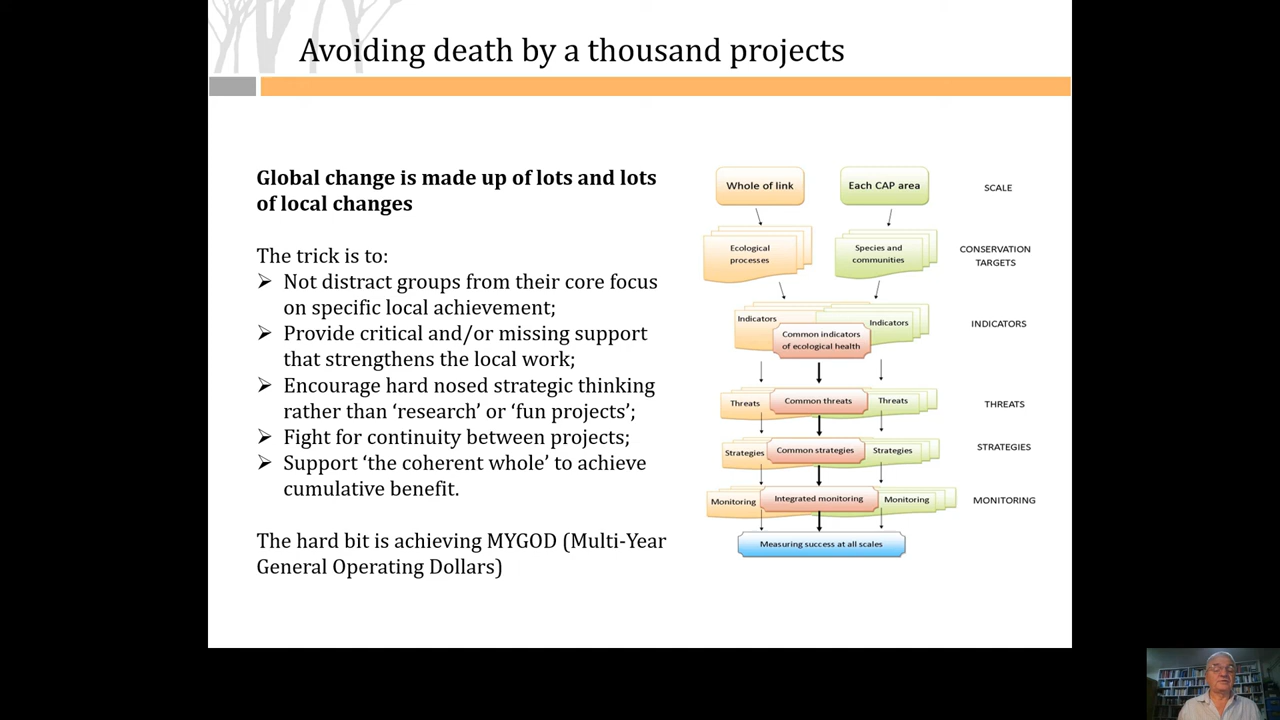 Avoiding death by a thousand projects
Global change is made up of lots and lots
of local changes
The trick is to:
➢ Not distract groups from their core focus
on specific local achievement;
➢ Provide critical and/or missing support
that strengthens the local work;
➢ Encourage hard nosed strategic thinking
rather than ‘research’ or ‘fun projects’;
➢ Fight for continuity between projects;
➢ Support ‘the coherent whole’ to achieve
cumulative benefit.
The hard bit is achieving MYGOD (Multi-Year
General Operating Dollars)
Whole of link
Each CAP area
SCALE
Ecological
processes
Species and
communities
CONSERVATION
TARGETS
Indicators
Common indicators
of ecological health
Indicators
INDICATORS
Threats
Common threats
Threats
THREATS
Strategies
Common strategies
Strategies
STRATEGIES
Monitoring
Integrated monitoring
Monitoring
MONITORING
Measuring success at all scales